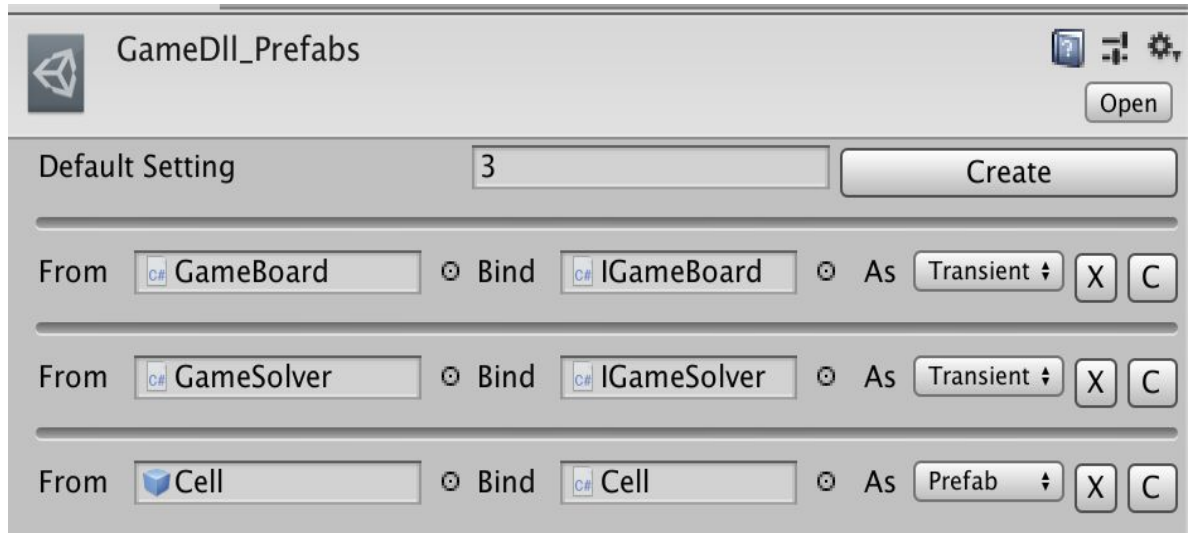 GameDll_Prefabs
Open
Default Setting 3 Create
From C# GameBoard Bind C# IGameBoard As Transient X C
From C# GameSolver Bind C# IGameSolver As Transient X C
From Cell Bind C# Cell As Prefab X C